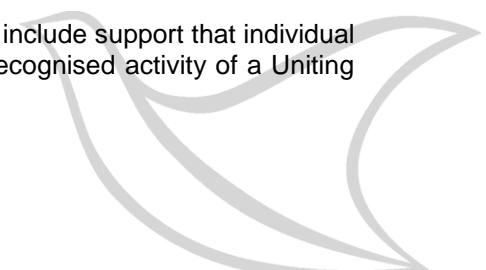 include support that individual
ecognised activity of a Uniting